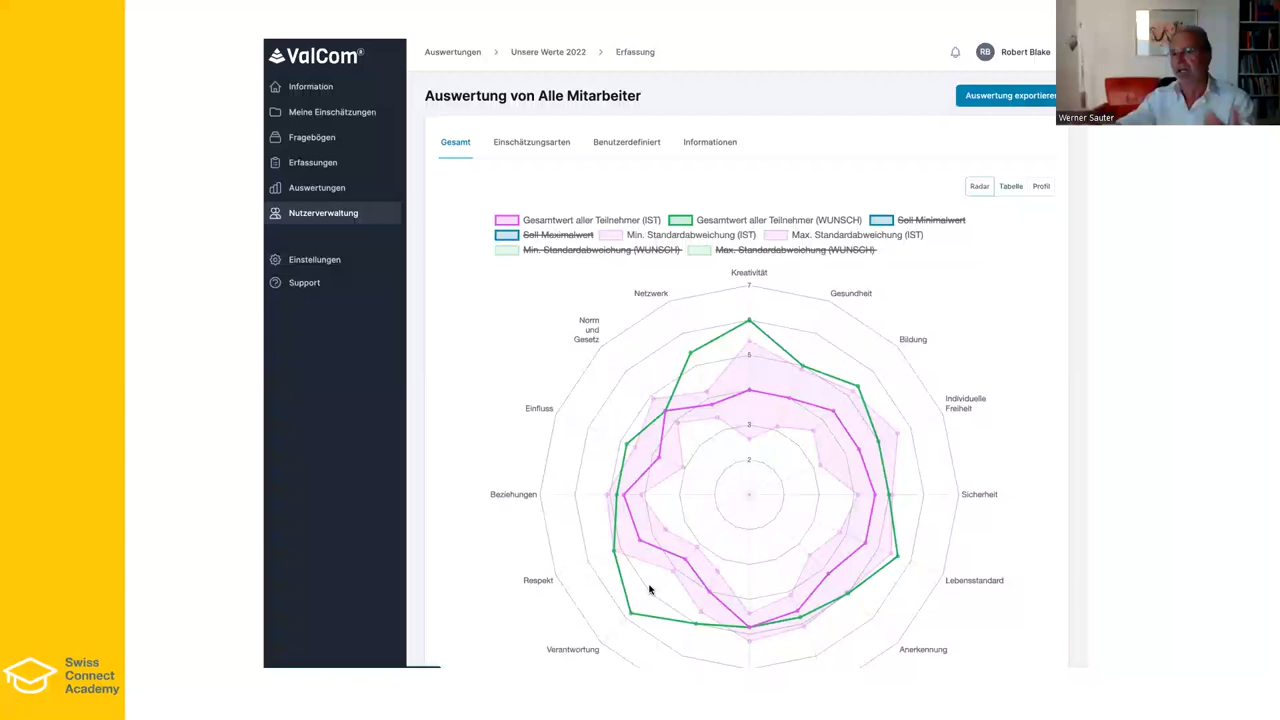 ValCom®
Information
Meine Einschätzungen
Fragebögen
Erfassungen
Auswertungen
Nutzerverwaltung
Einstellungen
Support
Auswertungen > Unsere Werte 2022 > Erfassung
RB Robert Blake
Auswertung von Alle Mitarbeiter
Auswertung exportieren
Werner Sauter
Gesamt Einschätzungsarten Benutzerdefiniert Informationen
Radar Tabelle Profil
Gesamtwert aller Teilnehmer (IST) Gesamtwert aller Teilnehmer (WUNSCH) Soll Minimalwert
Soll Maximalwert Min. Standardabweichung (IST) Max. Standardabweichung (IST)
Min. Standardabweichung (WUNSCH) Max. Standardabweichung (WUNSCH)
Kreativität
7
Netzwerk
Gesundheit
Norm
und
Gesetz
Bildung
5
Individuelle
Freiheit
Einfluss
3
2
Beziehungen
Sicherheit
Respekt
Lebensstandard
Verantwortung
Anerkennung
Swiss
Connect
Academy